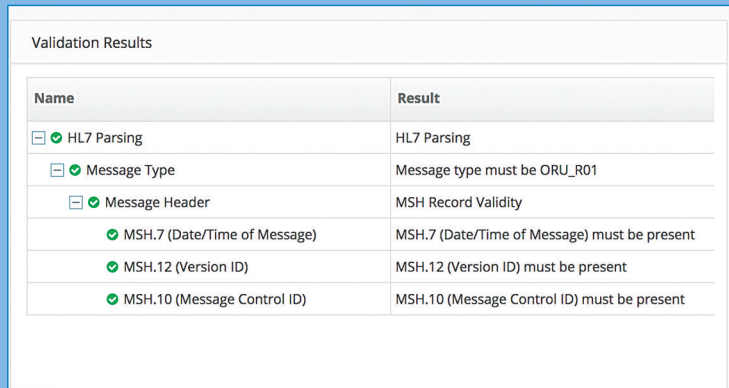 Validation Results
Name Result
HL7 Parsing HL7 Parsing
Message Type Message type must be ORU_R01
Message Header MSH Record Validity
MSH.7 (Date/Time of Message) MSH.7 (Date/Time of Message) must be present
MSH.12 (Version ID) MSH.12 (Version ID) must be present
MSH.10 (Message Control ID) MSH.10 (Message Control ID) must be present